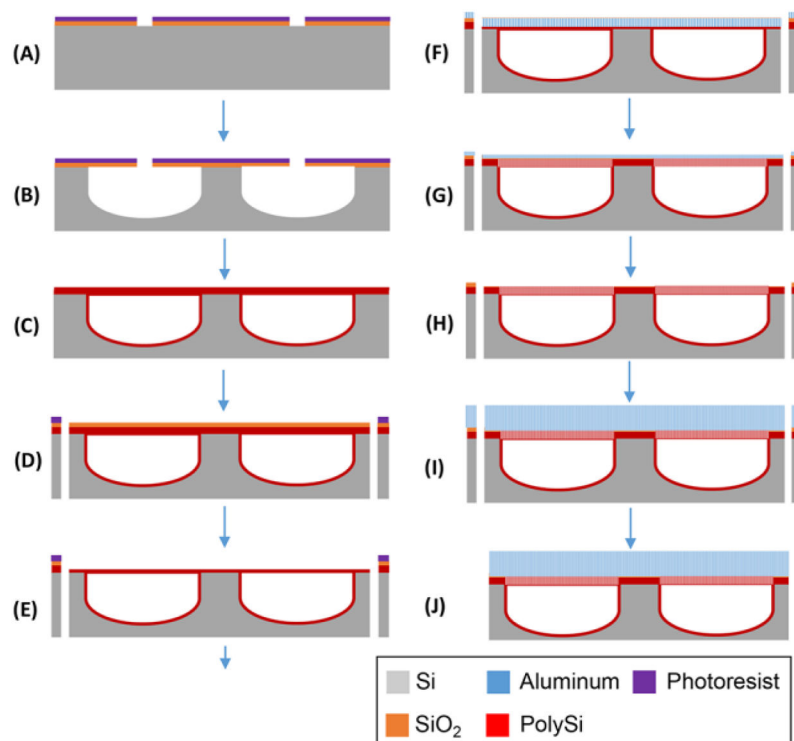 (A)
(B)
(C)
(D)
(E)
(F)
(G)
(H)
(I)
(J)
Si Aluminum Photoresist
SiO₂ PolySi